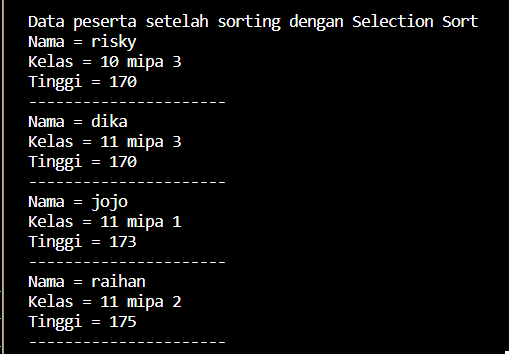 Data peserta setelah sorting dengan Selection Sort
Nama = risky
Kelas = 10 mipa 3
Tinggi = 170
----------------------
Nama = dika
Kelas = 11 mipa 3
Tinggi = 170
----------------------
Nama = jojo
Kelas = 11 mipa 1
Tinggi = 173
----------------------
Nama = raihan
Kelas = 11 mipa 2
Tinggi = 175
----------------------